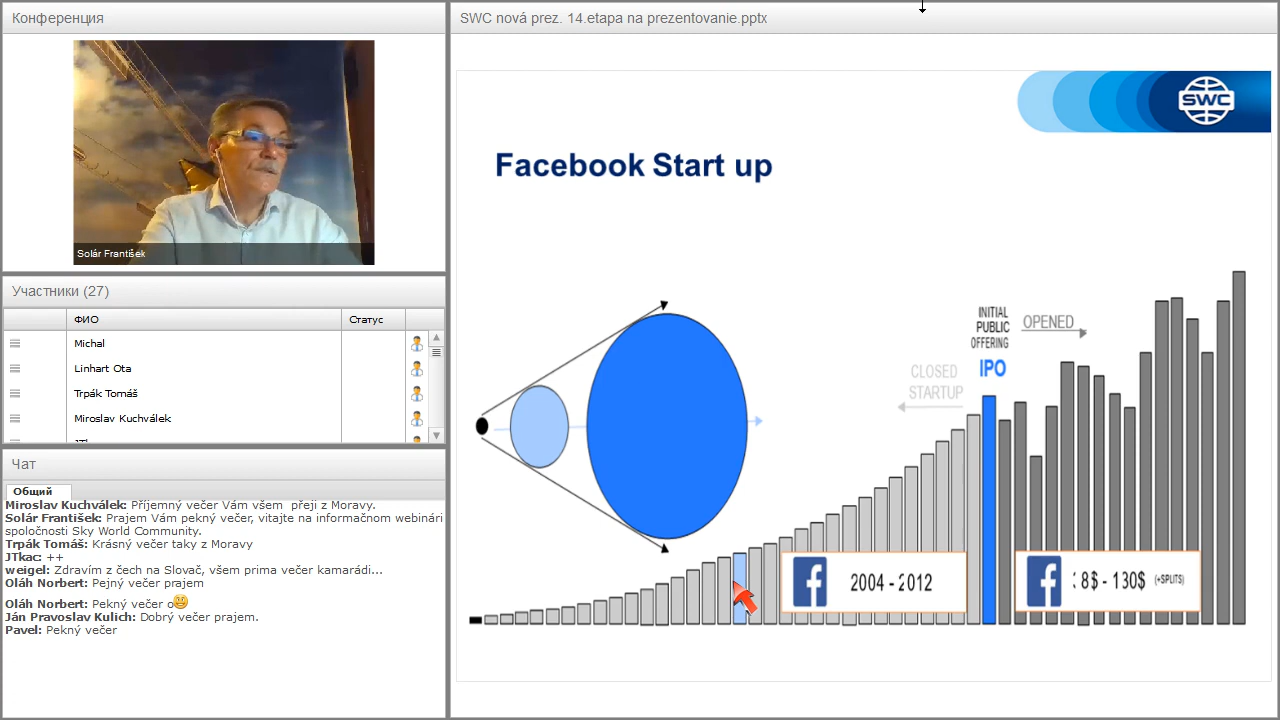 Конференция
Solár František
Участники (27)
ФИО
Статус
Michal
Linhart Ota
Trpák Tomáš
Miroslav Kuchválek
Чат
Общий
Miroslav Kuchválek: Příjemný večer Vám všem přeji z Moravy.
Solár František: Prajem Vám pekný večer, vitajte na informačnom webinári
spoločnosti Sky World Community.
Trpák Tomáš: Krásný večer taky z Moravy
JTkac: ++
weigel: Zdravím z čech na Slovač, všem prima večer kamarádi...
Oláh Norbert: Pejný večer prajem
Oláh Norbert: Pekný večer o
Ján Pravoslav Kulich: Dobrý večer prajem.
Pavel: Pekný večer
SWC nová prez. 14.etapa na prezentovanie.pptx
SWC
Facebook Start up
INITIAL
PUBLIC
OFFERING
IPO
OPENED
CLOSED
STARTUP
2004 - 2012
8$ - 130$ (+SPLITS)